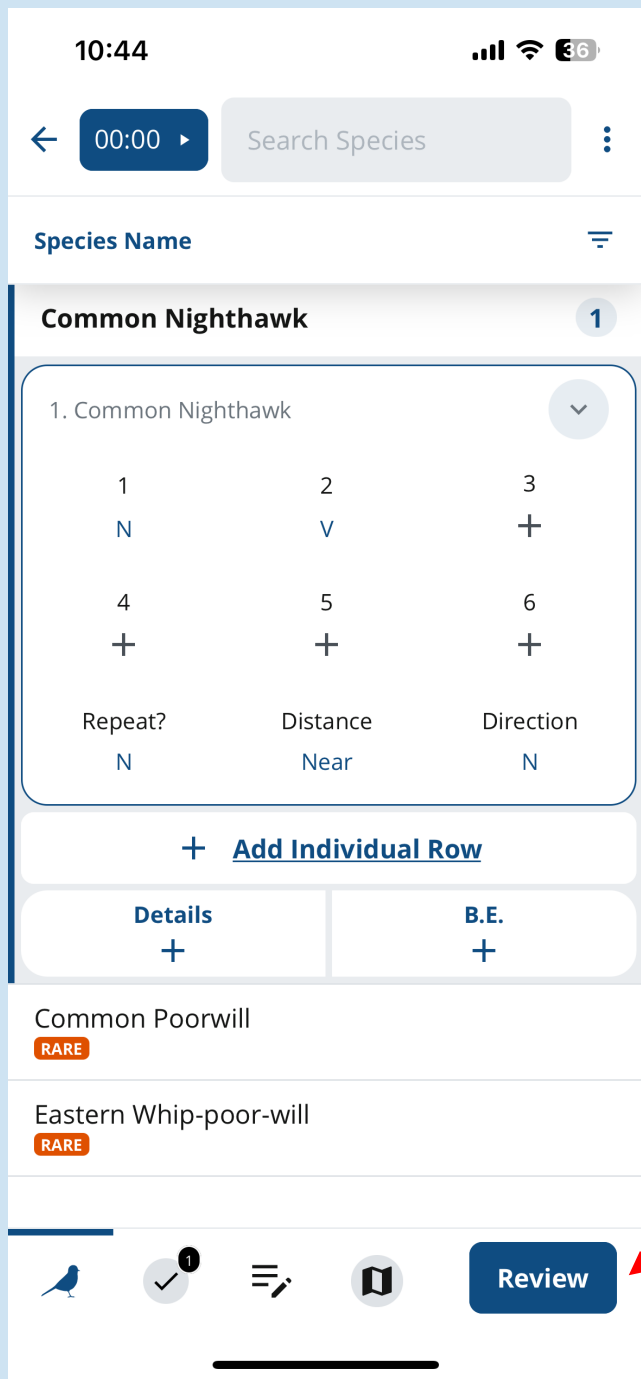 10:44 36
00:00 Search Species
Species Name
Common Nighthawk 1
1. Common Nighthawk
1 2 3
N V +
4 5 6
+ + +
Repeat? Distance Direction
N Near N
+ Add Individual Row
Details B.E.
+ +
Common Poorwill
RARE
Eastern Whip-poor-will
RARE
1
Review